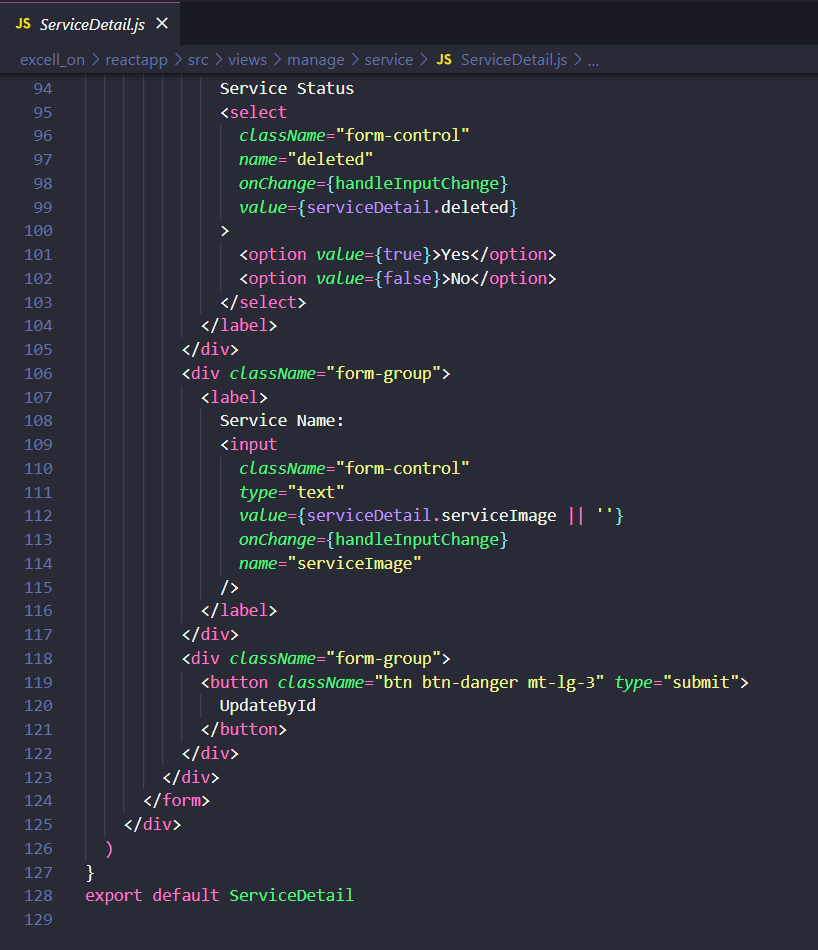 JS ServiceDetail.js ×
excell_on > reactapp > src > views > manage > service > JS ServiceDetail.js > ...
94 Service Status
95 <select
96 className="form-control"
97 name="deleted"
98 onChange={handleInputChange}
99 value={serviceDetail.deleted}
100 >
101 <option value={true}>Yes</option>
102 <option value={false}>No</option>
103 </select>
104 </label>
105 </div>
106 <div className="form-group">
107 <label>
108 Service Name:
109 <input
110 className="form-control"
111 type="text"
112 value={serviceDetail.serviceImage || ''}
113 onChange={handleInputChange}
114 name="serviceImage"
115 />
116 </label>
117 </div>
118 <div className="form-group">
119 <button className="btn btn-danger mt-lg-3" type="submit">
120 UpdateById
121 </button>
122 </div>
123 </div>
124 </form>
125 </div>
126 )
127 }
128 export default ServiceDetail
129